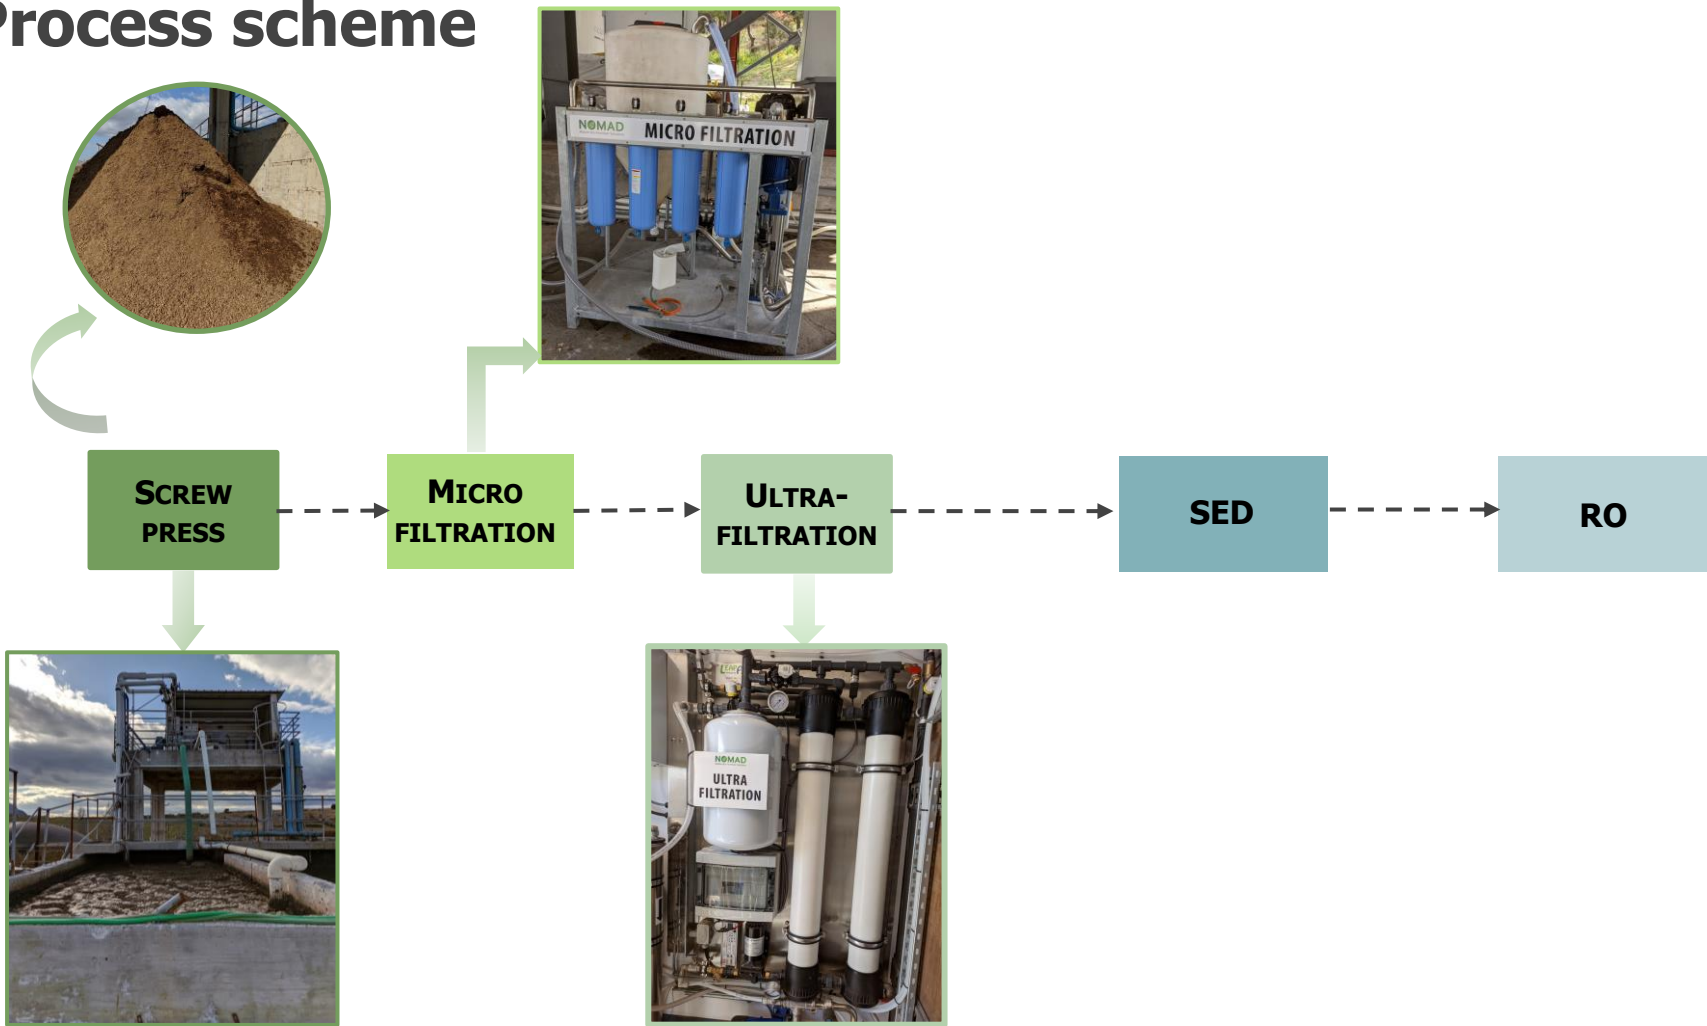 Process scheme
NOMAD
MICRO FILTRATION
SCREW
PRESS
MICRO
FILTRATION
ULTRA-
FILTRATION
SED
RO
NOMAD
ULTRA
FILTRATION